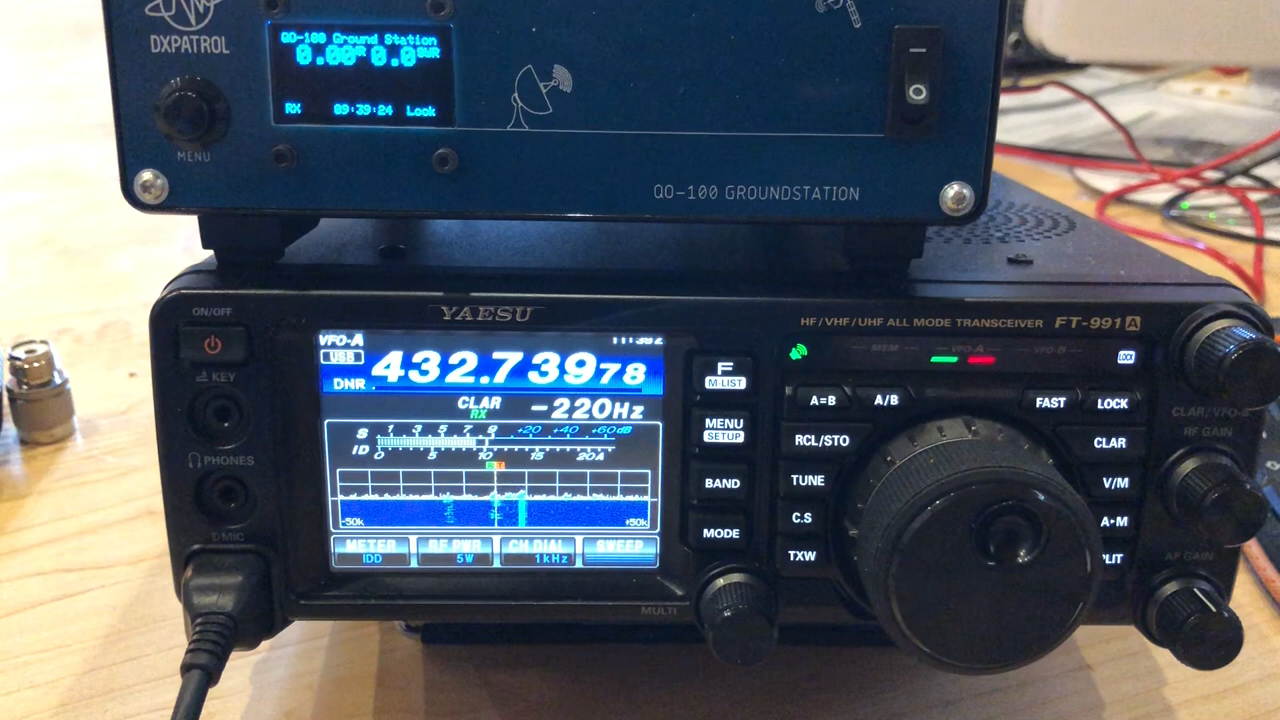 DXPATROL
QO-100 Ground Station
0.00 0.0 SWR
RX 09:39:24 Lock
MENU
QO-100 GROUNDSTATION
ON/OFF
YAESU
HF/VHF/UHF ALL MODE TRANSCEIVER FT-991A
VFO-A
USB
432.739 78
DNR
CLAR
RX
-220Hz
S 1 3 5 7 9 +20 +40 +60dB
ID 0 5 10 15 20A
-50k +50k
METER RF PWR CH DIAL SWEEP
IDD 5W 1kHz
KEY
PHONES
MIC
F
M-LIST
MENU
SETUP
BAND
MODE
MULTI
MEM VFO-A VFO-B
LOCK
A=B A/B FAST LOCK
RCL/STO CLAR
TUNE V/M
C.S A▸M
TXW PLIT
CLAR/VFO-B
RF GAIN
AF GAIN